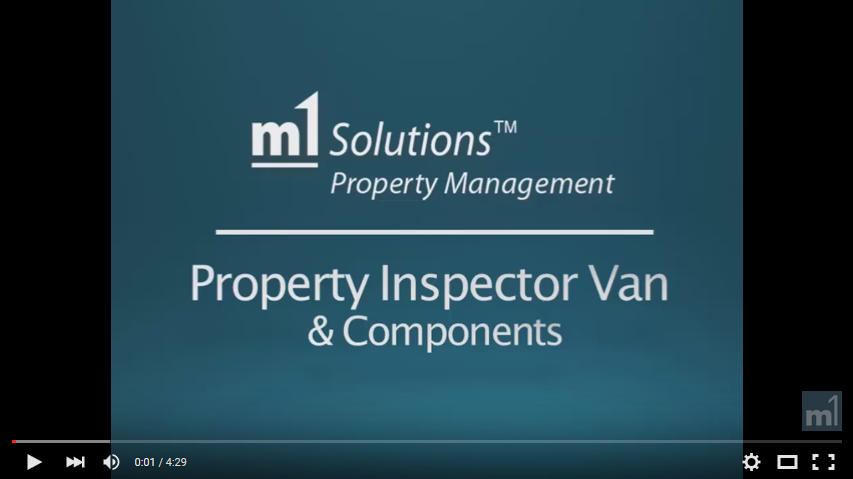 m1 Solutions™
Property Management
Property Inspector Van
& Components
m1
0:01 / 4:29